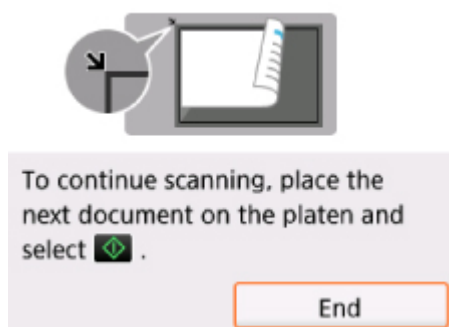 To continue scanning, place the
next document on the platen and
select .
End